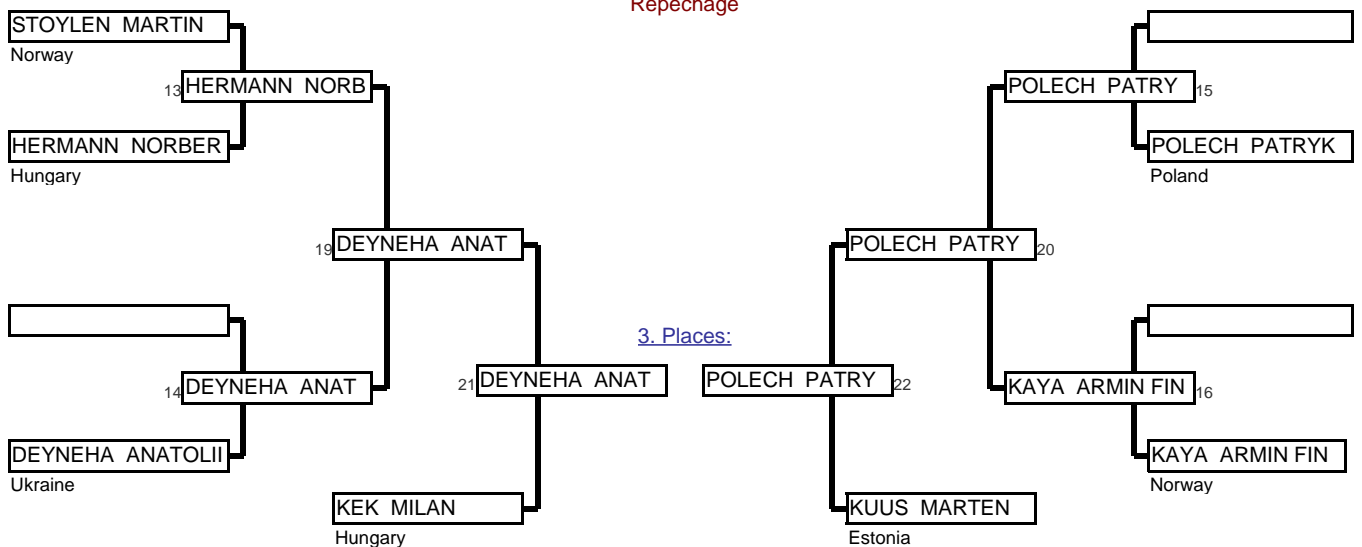 Repechage
STOYLEN MARTIN
Norway
13 HERMANN NORB
POLECH PATRY 15
HERMANN NORBER
Hungary
POLECH PATRYK
Poland
19 DEYNEHA ANAT
POLECH PATRY 20
3. Places:
14 DEYNEHA ANAT
21 DEYNEHA ANAT
POLECH PATRY 22
KAYA ARMIN FIN 16
DEYNEHA ANATOLII
Ukraine
KAYA ARMIN FIN
Norway
KEK MILAN
Hungary
KUUS MARTEN
Estonia